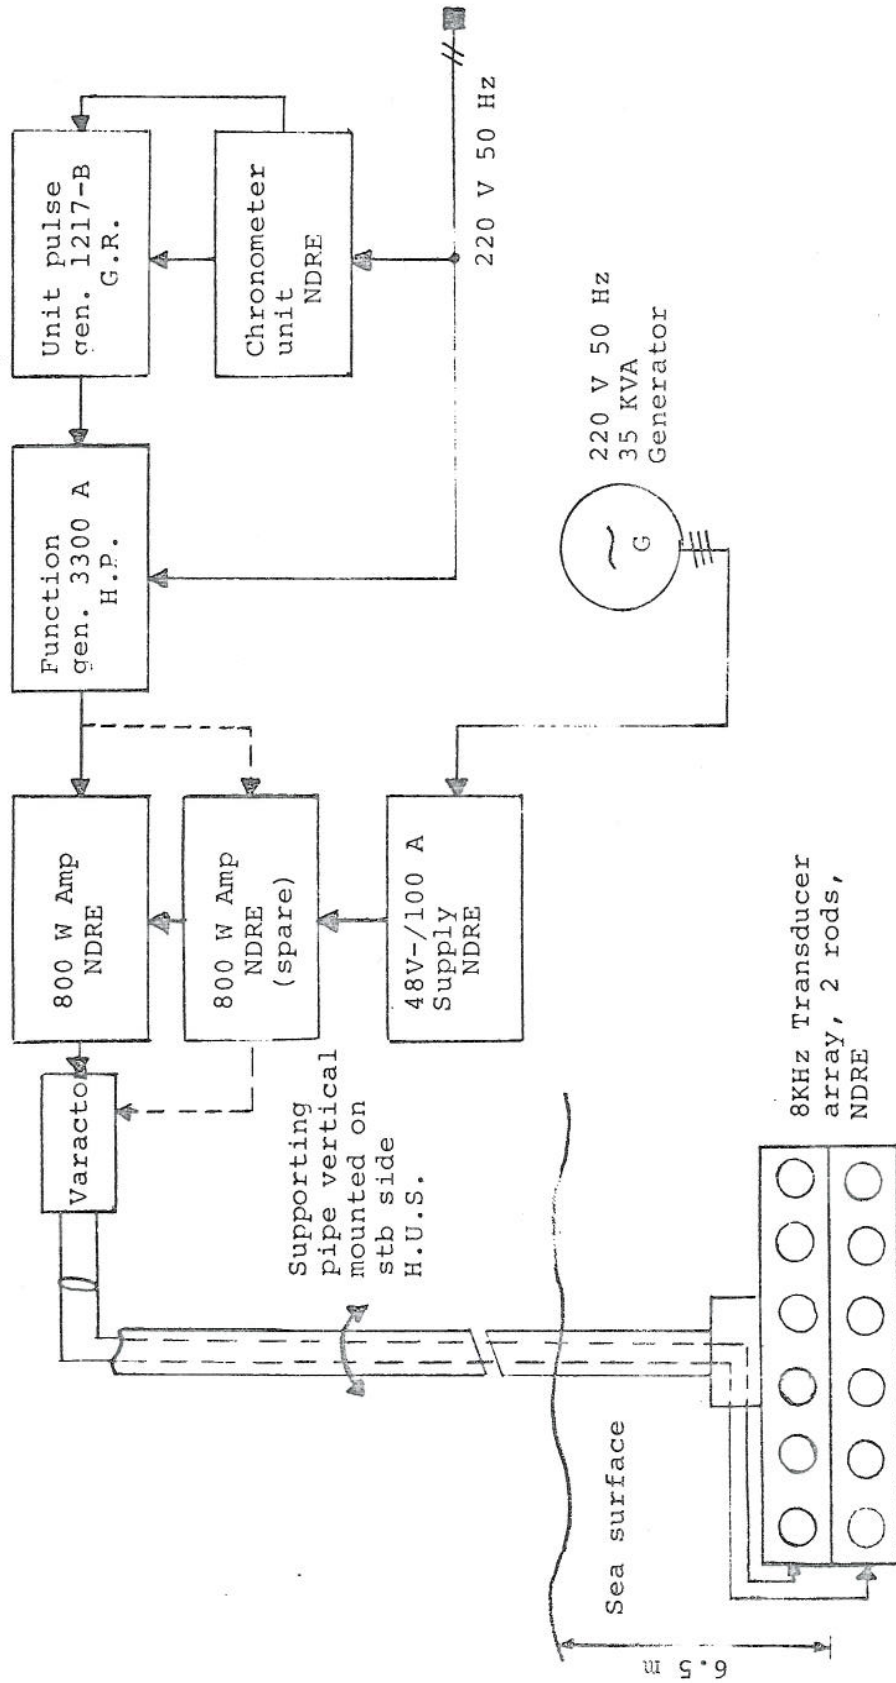 Unit pulse
gen. 1217-B
G.R.
Chronometer
unit
NDRE
220 V 50 Hz
Function
gen. 3300 A
H.P.
220 V 50 Hz
35 KVA
Generator
~
G
800 W Amp
NDRE
800 W Amp
NDRE
(spare)
48V-/100 A
Supply
NDRE
Varacto
Supporting
pipe vertical
mounted on
stb side
H.U.S.
Sea surface
6.5 m
8KHz Transducer
array, 2 rods,
NDRE